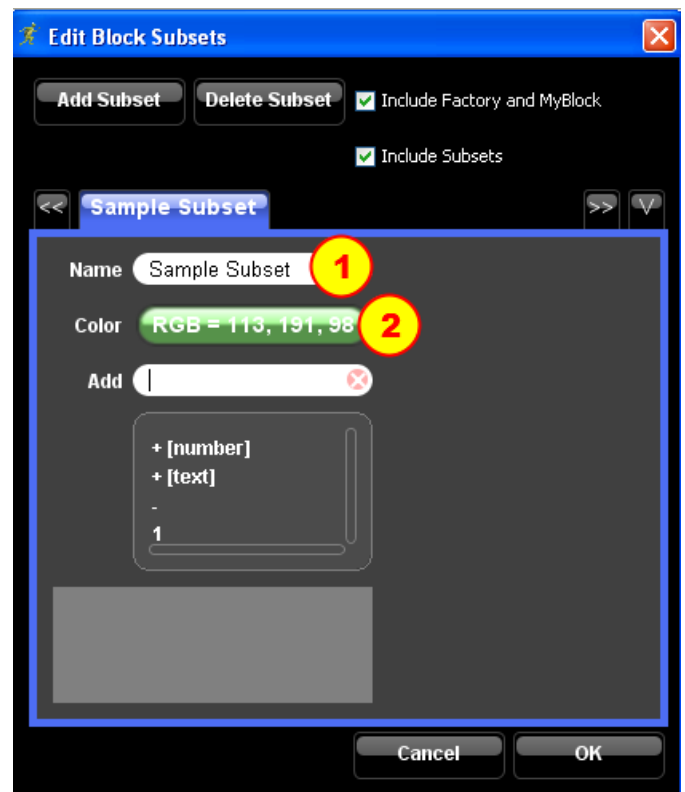 Edit Block Subsets
Add Subset Delete Subset Include Factory and MyBlock
Include Subsets
<< Sample Subset >> V
Name Sample Subset 1
Color RGB = 113, 191, 98 2
Add
+ [number]
+ [text]
-
1
Cancel OK